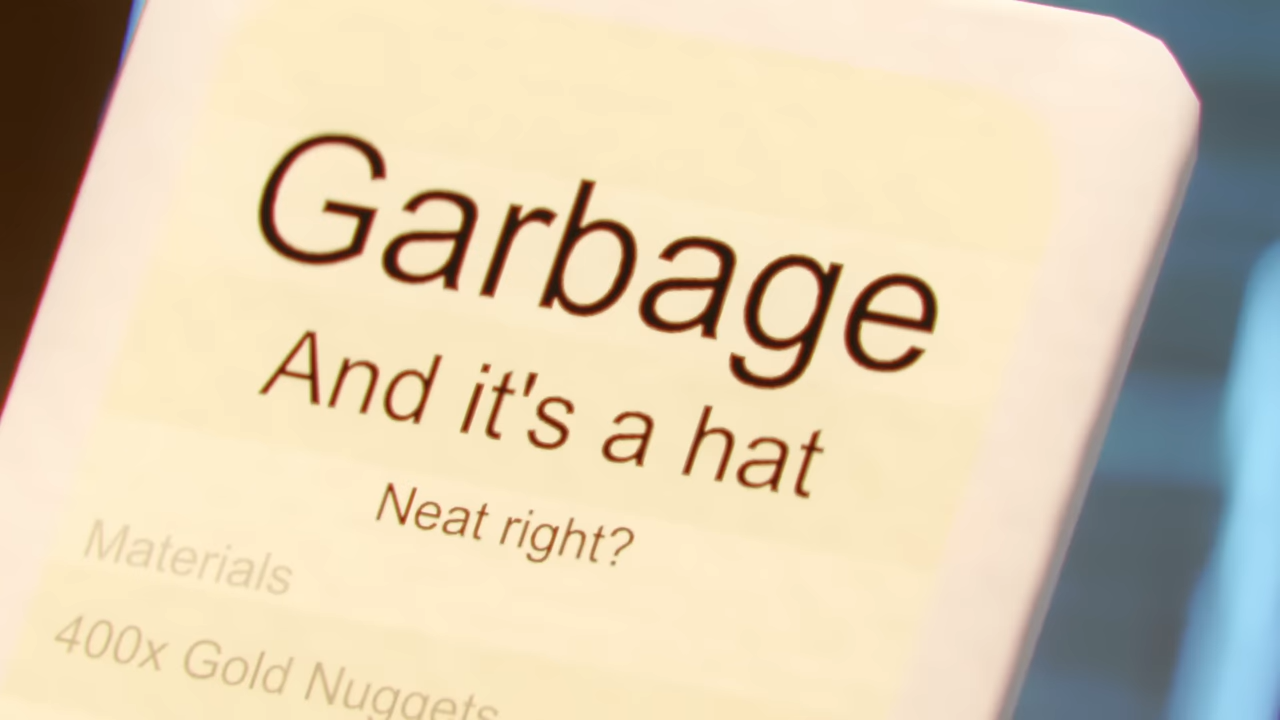 Garbage
And it's a hat
Neat right?
Materials
400x Gold Nuggets